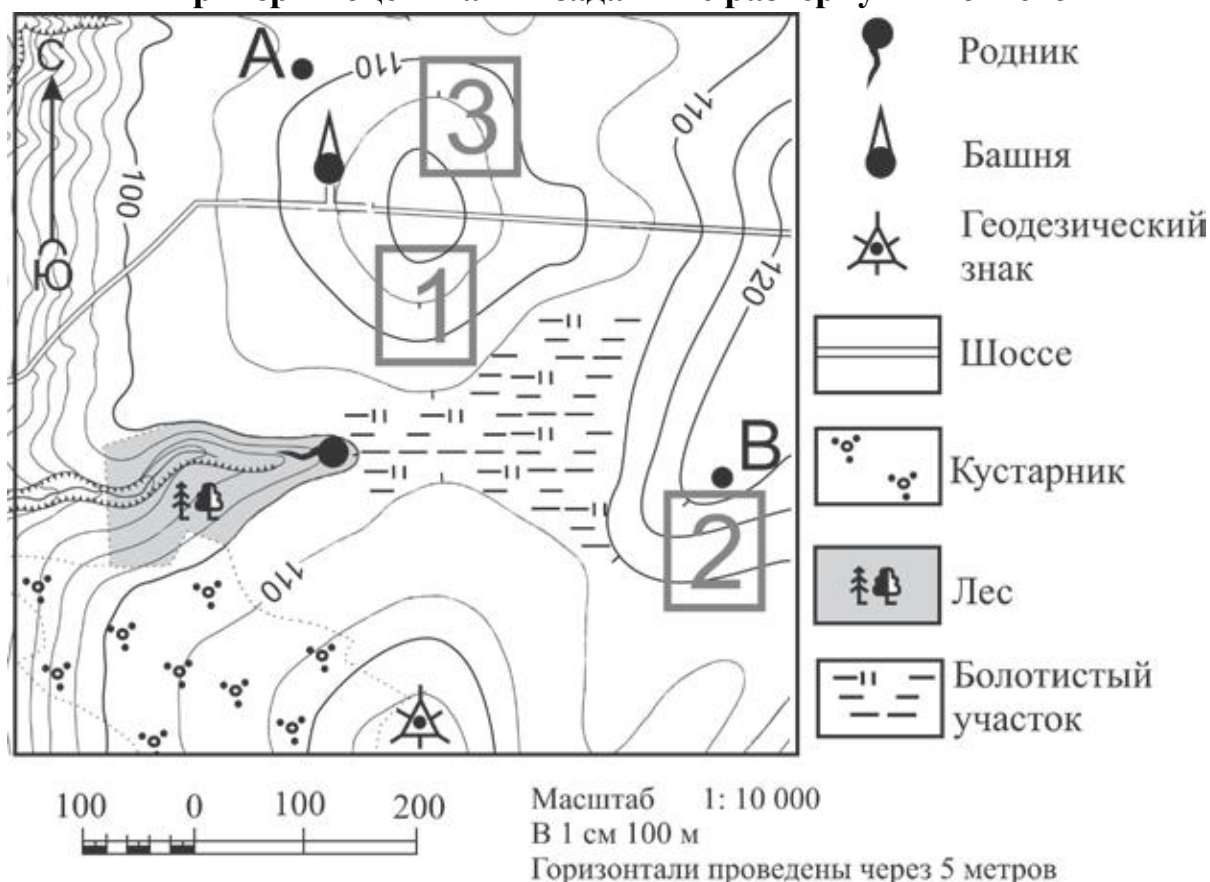 С
Ю
А
3
1
2
В
110
110
100
120
110
Родник
Башня
Геодезический
знак
Шоссе
Кустарник
Лес
Болотистый
участок
100 0 100 200
Масштаб 1: 10 000
В 1 см 100 м
Горизонтали проведены через 5 метров